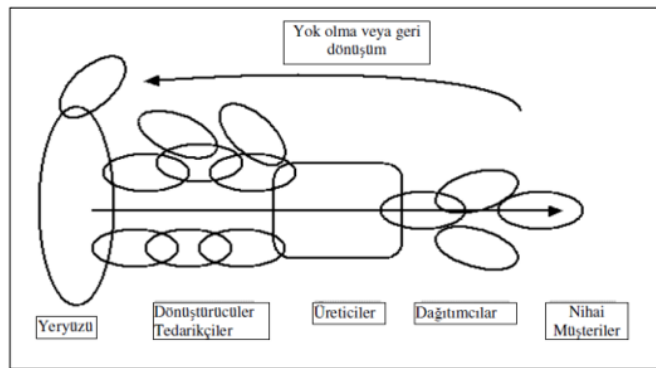 Yok olma veya geri
dönüşüm
Yeryüzü
Dönüştürücüler
Tedarikçiler
Üreticiler
Dağıtımcılar
Nihai
Müşteriler